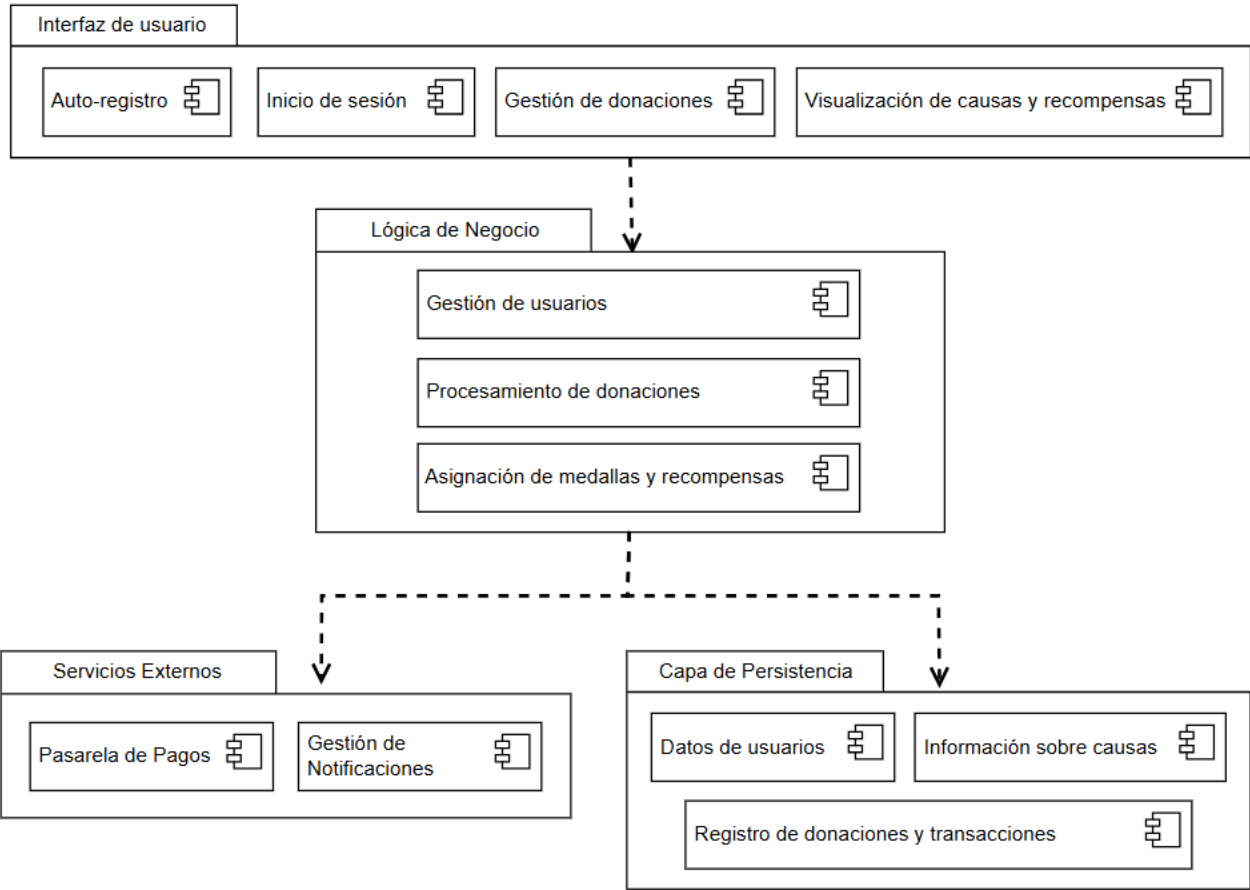 Interfaz de usuario
Auto-registro
Inicio de sesión
Gestión de donaciones
Visualización de causas y recompensas
Lógica de Negocio
Gestión de usuarios
Procesamiento de donaciones
Asignación de medallas y recompensas
Servicios Externos
Pasarela de Pagos
Gestión de
Notificaciones
Capa de Persistencia
Datos de usuarios
Información sobre causas
Registro de donaciones y transacciones